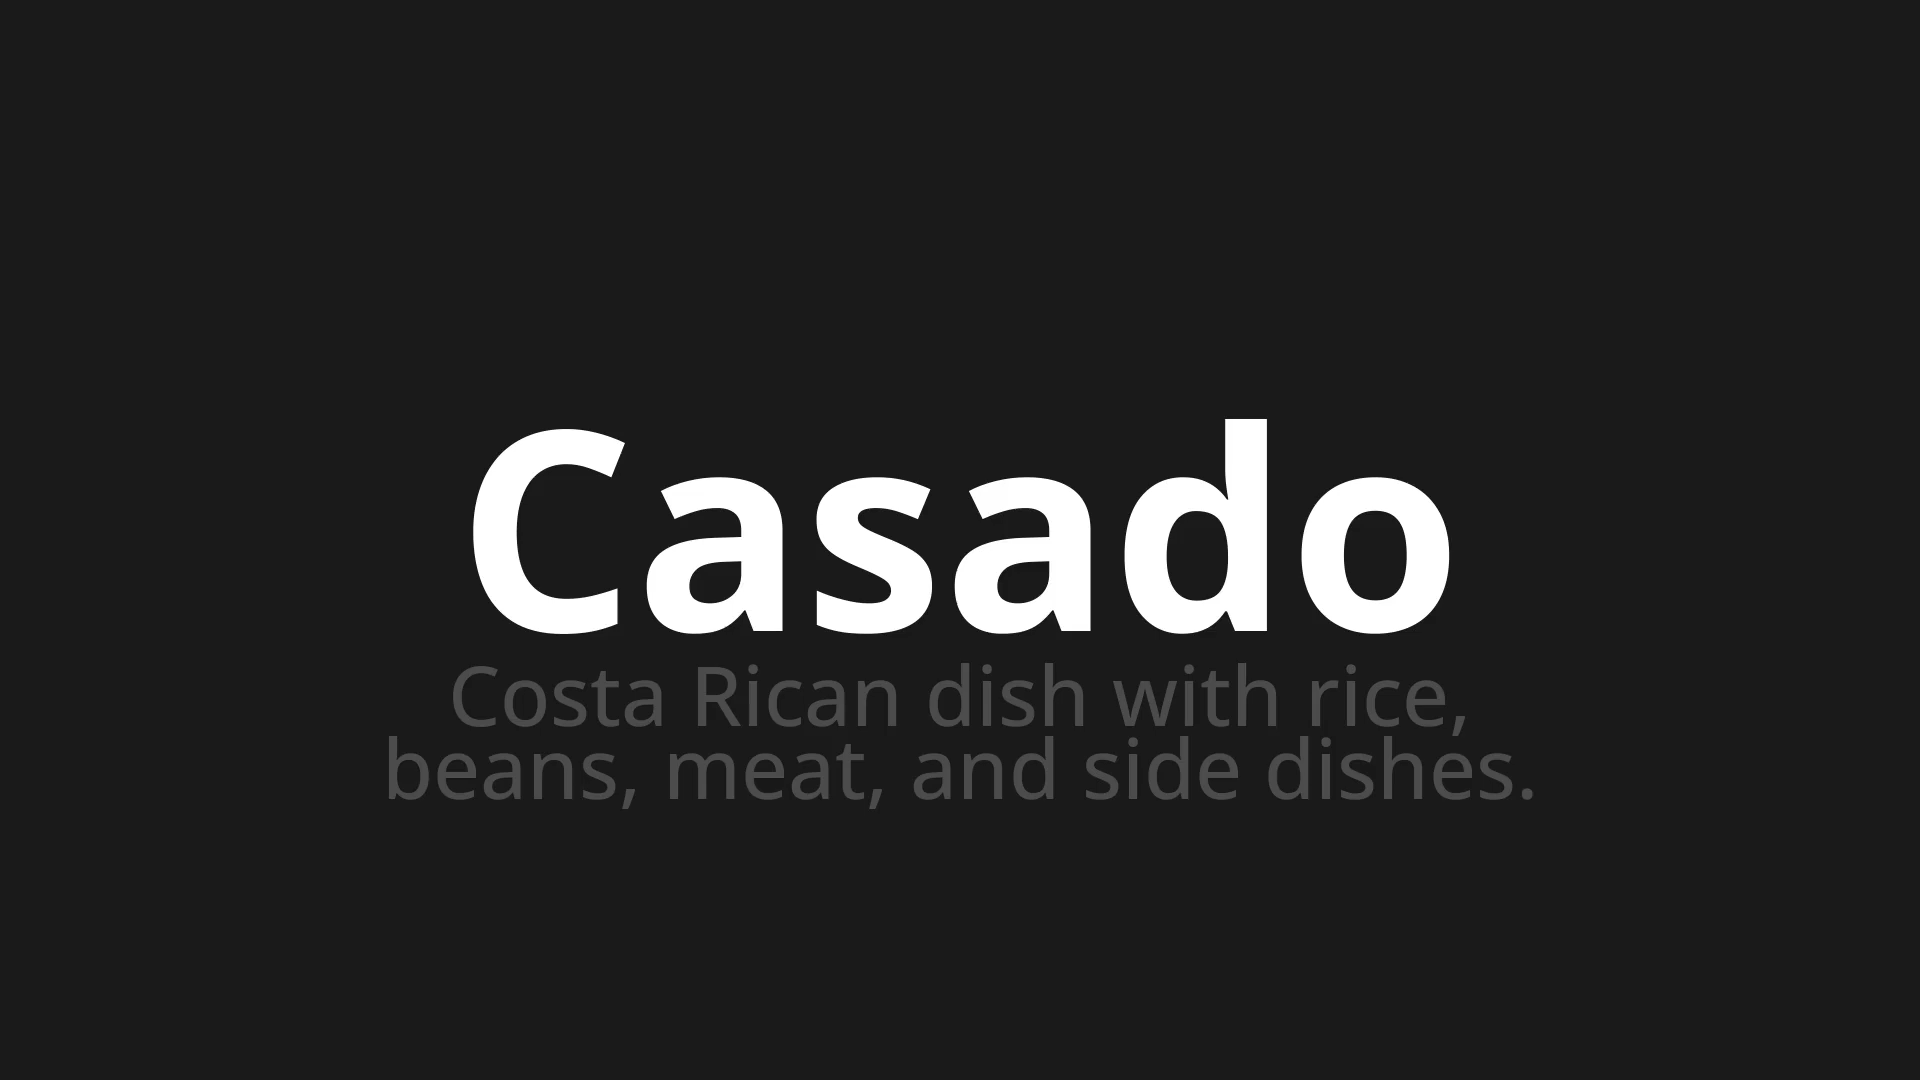 Casado
Costa Rican dish with rice,
beans, meat, and side dishes.